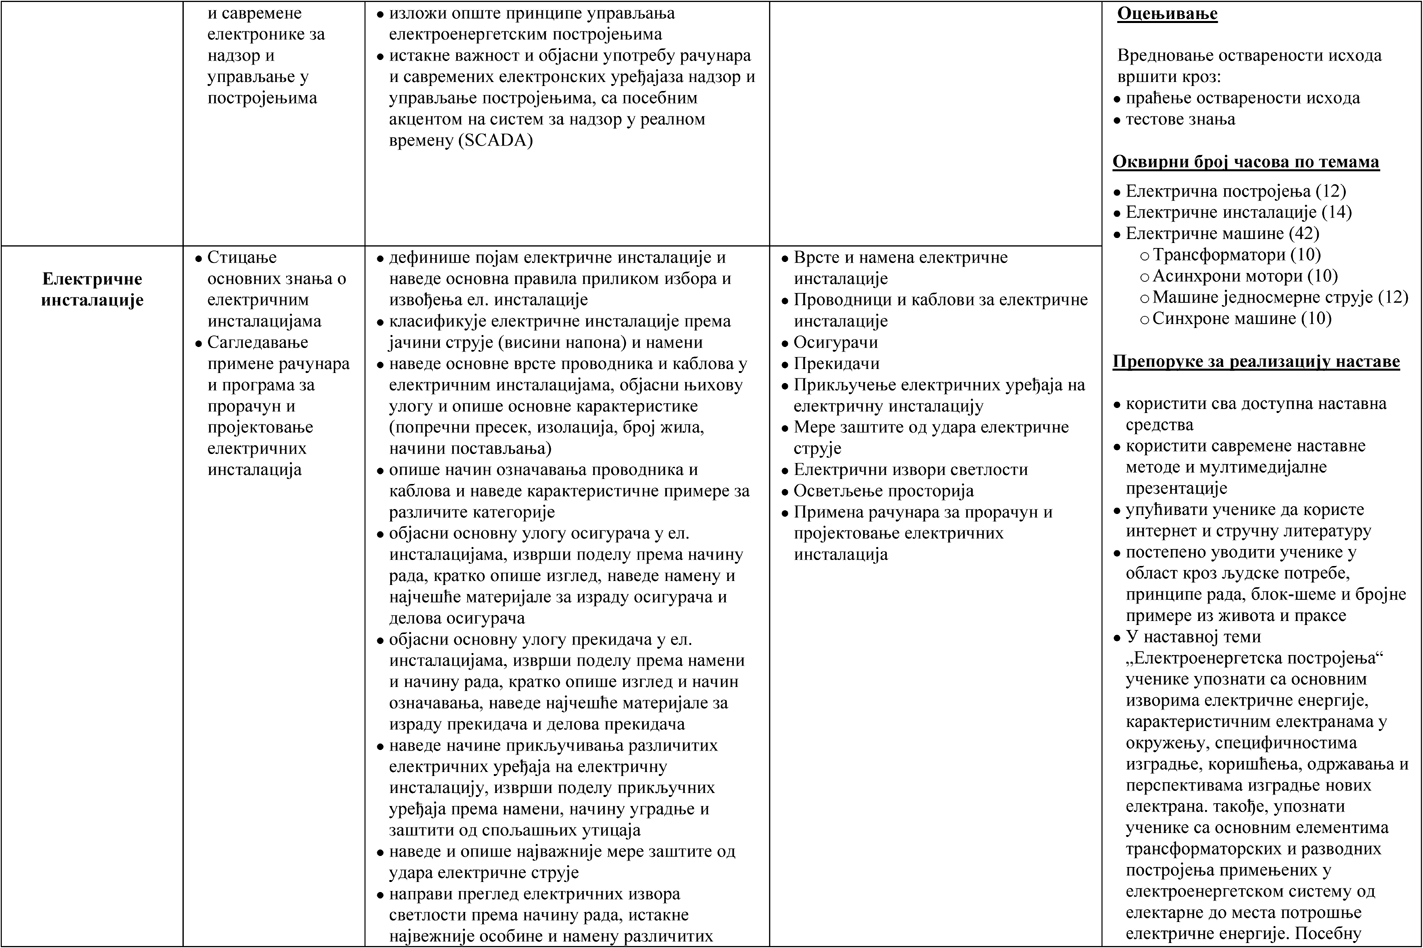 и савремене
електронике за
надзор и
управљање у
постројењима
● изложи опште принципе управљања
електроенергетским постројењима
● истакне важност и објасни употребу рачунара
и савремених електронских уређајаза надзор и
управљање постројењима, са посебним
акцентом на систем за надзор у реалном
времену (SCADA)
Електричне
инсталације
● Стицање
основних знања о
електричним
инсталацијама
● Сагледавање
примене рачунара
и програма за
прорачун и
пројектовање
електричних
инсталација
● дефинише појам електричне инсталације и
наведе основна правила приликом избора и
извођења ел. инсталације
● класификује електричне инсталације према
јачини струје (висини напона) и намени
● наведе основне врсте проводника и каблова у
електричним инсталацијама, објасни њихову
улогу и опише основне карактеристике
(попречни пресек, изолација, број жила,
начини постављања)
● опише начин означавања проводника и
каблова и наведе карактеристичне примере за
различите категорије
● објасни основну улогу осигурача у ел.
инсталацијама, изврши поделу према начину
рада, кратко опише изглед, наведе намену и
најчешће материјале за израду осигурача и
делова осигурача
● објасни основну улогу прекидача у ел.
инсталацијама, изврши поделу према намени
и начину рада, кратко опише изглед и начин
означавања, наведе најчешће материјале за
израду прекидача и делова прекидача
● наведе начине прикључивања различитих
електричних уређаја на електричну
инсталацију, изврши поделу прикључних
уређаја према намени, начину уградње и
заштити од спољашњих утицаја
● наведе и опише најважније мере заштите од
удара електричне струје
● направи преглед електричних извора
светлости према начину рада, истакне
највежније особине и намену различитих
● Врсте и намена електричне
инсталације
● Проводници и каблови за електричне
инсталације
● Осигурачи
● Прекидачи
● Прикључење електричних уређаја на
електричну инсталацију
● Мере заштите од удара електричне
струје
● Електрични извори светлости
● Осветљење просторија
● Примена рачунара за прорачун и
пројектовање електричних
инсталација
Оцењивање
Вредновање остварености исхода
вршити кроз:
● праћење остварености исхода
● тестове знања
Оквирни број часова по темама
● Електрична постројења (12)
● Електричне инсталације (14)
● Електричне машине (42)
○ Трансформатори (10)
○ Асинхрони мотори (10)
○ Машине једносмерне струје (12)
○ Синхроне машине (10)
Препоруке за реализацију наставе
● користити сва доступна наставна
средства
● користити савремене наставне
методе и мултимедијалне
презентације
● упућивати ученике да користе
интернет и стручну литературу
● постепено уводити ученике у
област кроз људске потребе,
принципе рада, блок-шеме и бројне
примере из живота и праксе
● У наставној теми
„Електроенергетска постројења“
ученике упознати са основним
изворима електричне енергије,
карактеристичним електранама у
окружењу, специфичностима
изградње, коришћења, одржавања и
перспективама изградње нових
електрана. такође, упознати
ученике са основним елементима
трансформаторских и разводних
постројења примењених у
електроенергетском систему од
електарне до места потрошње
електричне енергије. Посебну